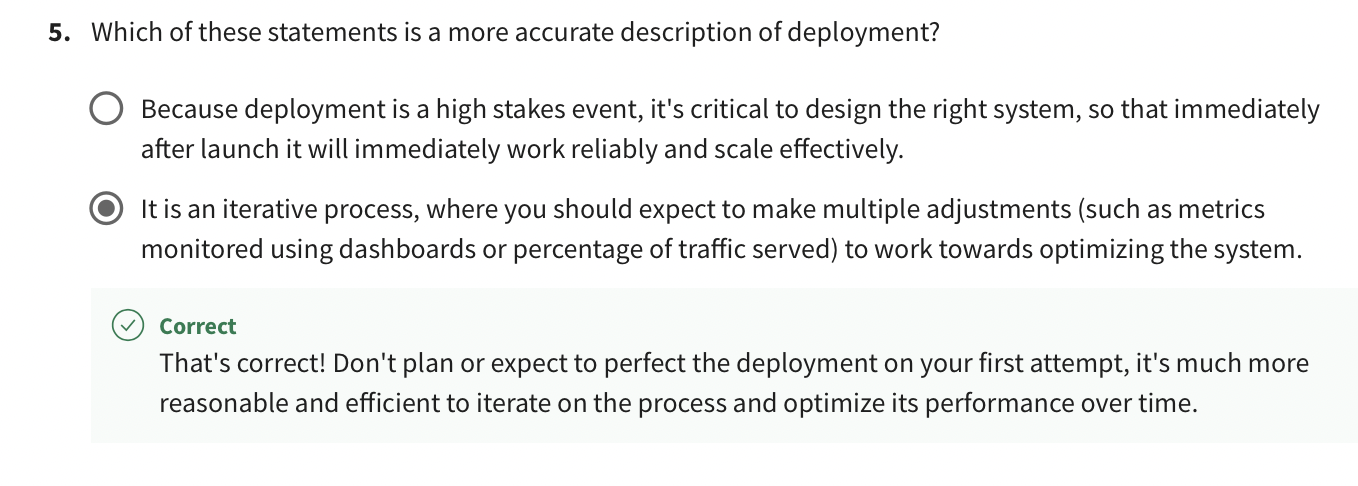 5. Which of these statements is a more accurate description of deployment?
Because deployment is a high stakes event, it's critical to design the right system, so that immediately
after launch it will immediately work reliably and scale effectively.
It is an iterative process, where you should expect to make multiple adjustments (such as metrics
monitored using dashboards or percentage of traffic served) to work towards optimizing the system.
Correct
That's correct! Don't plan or expect to perfect the deployment on your first attempt, it's much more
reasonable and efficient to iterate on the process and optimize its performance over time.